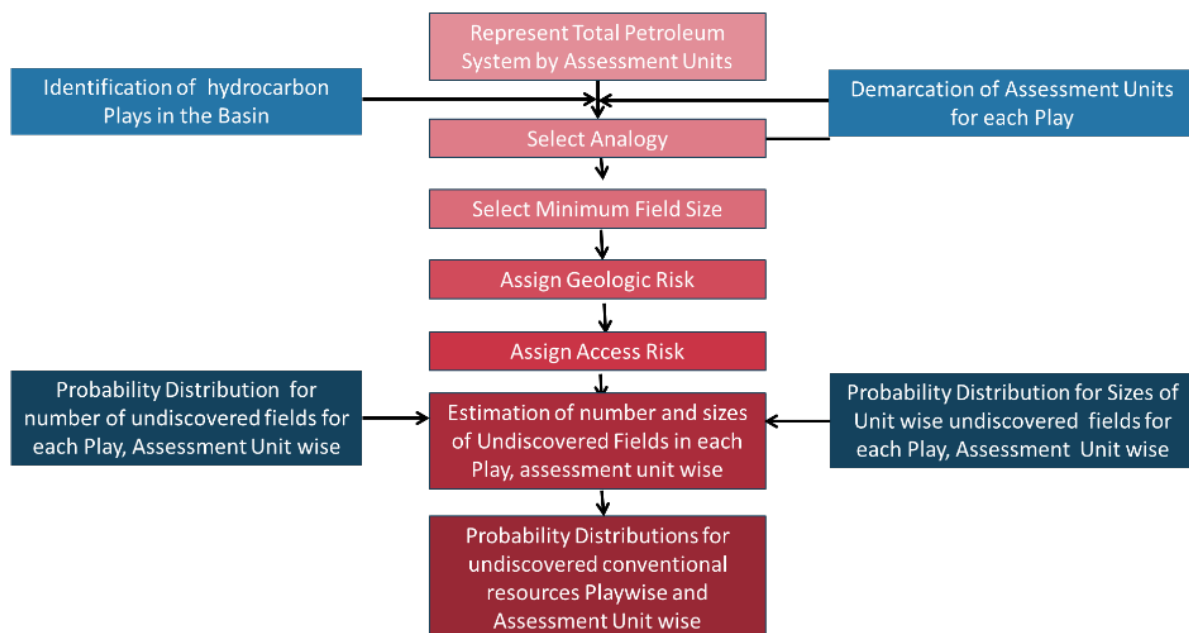 Represent Total Petroleum
System by Assessment Units
Identification of hydrocarbon
Plays in the Basin
Demarcation of Assessment Units
for each Play
Select Analogy
Select Minimum Field Size
Assign Geologic Risk
Assign Access Risk
Probability Distribution for
number of undiscovered fields for
each Play, Assessment Unit wise
Estimation of number and sizes
of Undiscovered Fields in each
Play, assessment unit wise
Probability Distribution for Sizes of
Unit wise undiscovered fields for
each Play, Assessment Unit wise
Probability Distributions for
undiscovered conventional
resources Playwise and
Assessment Unit wise